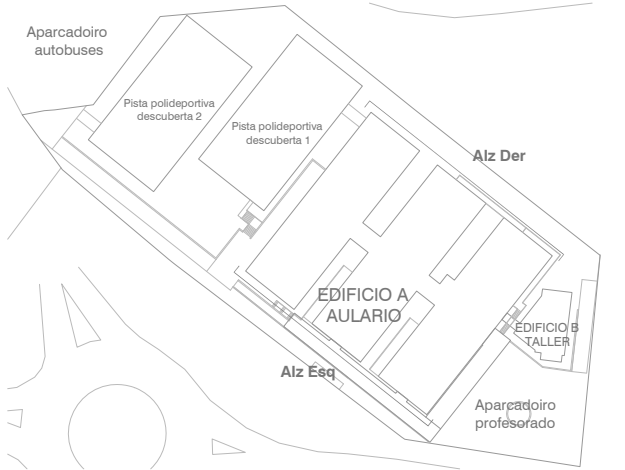 Aparcadoiro
autobuses
Pista polideportiva
descuberta 2
Pista polideportiva
descuberta 1
Alz Der
EDIFICIO A
AULARIO
EDIFICIO B
TALLER
Alz Esq
Aparcadoiro
profesorado